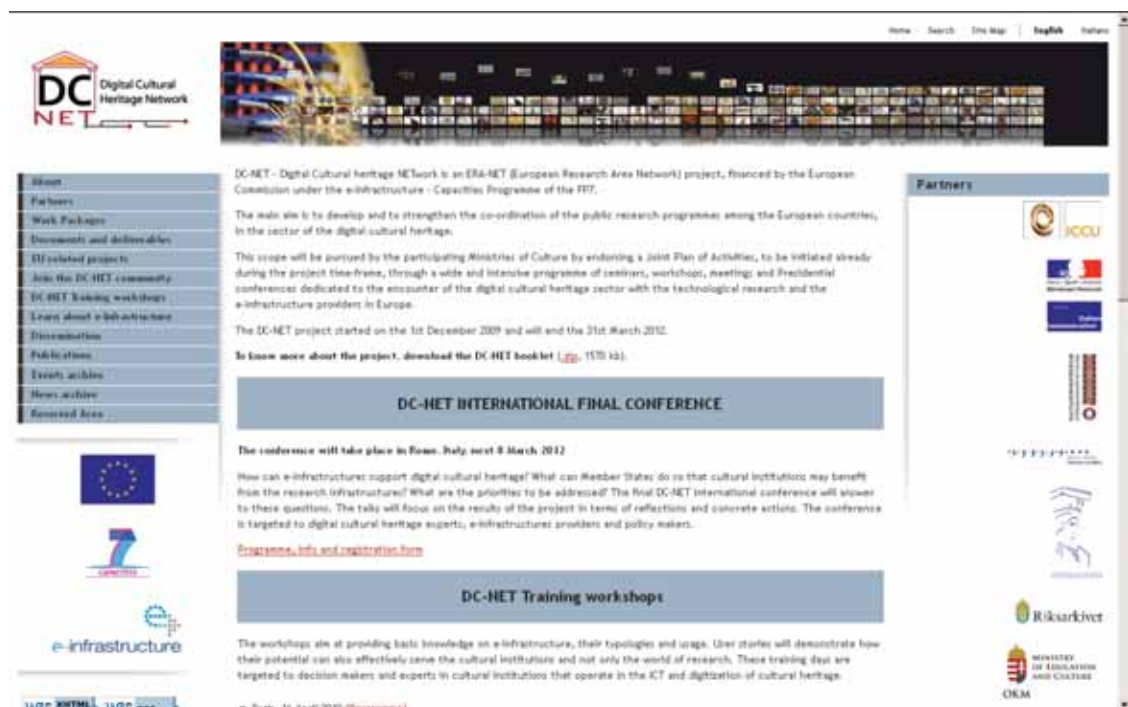 Home Search Site Map English Italiano
DC
NET
Digital Cultural
Heritage Network
About
Partners
Work Packages
Documents and deliverables
EU related projects
Join the DC-NET community
DC-NET Training workshops
Learn about e-Infrastructure
Dissemination
Publications
Events archive
News archive
Reserved Area
7
CAPACITIES
e-infrastructure
DC-NET - Digital Cultural heritage NETwork is an ERA-NET (European Research Area Network) project, financed by the European
Commission under the e-Infrastructure - Capacities Programme of the FP7.
The main aim is to develop and to strengthen the co-ordination of the public research programmes among the European countries,
in the sector of the digital cultural heritage.
This scope will be pursued by the participating Ministries of Culture by endorsing a Joint Plan of Activities, to be initiated already
during the project time-frame, through a wide and intensive programme of seminars, workshops, meetings and Presidential
conferences dedicated to the encounter of the digital cultural heritage sector with the technological research and the
e-infrastructure providers in Europe.
The DC-NET project started on the 1st December 2009 and will end the 31st March 2012.
To know more about the project, download the DC-NET booklet (.zip, 1570 kb).
DC-NET INTERNATIONAL FINAL CONFERENCE
The conference will take place in Rome, Italy, next 8 March 2012
How can e-infrastructures support digital cultural heritage? What can Member States do so that cultural institutions may benefit
from the research infrastructures? What are the priorities to be addressed? The final DC-NET international conference will answer
to these questions. The talks will focus on the results of the project in terms of reflections and concrete actions. The conference
is targeted to digital cultural heritage experts, e-infrastructures providers and policy makers.
Programme, info and registration form
DC-NET Training workshops
The workshops aim at providing basic knowledge on e-Infrastructure, their typologies and usage. User stories will demonstrate how
their potential can also effectively serve the cultural institutions and not only the world of research. These training days are
targeted to decision makers and experts in cultural institutions that operate in the ICT and digitization of cultural heritage.
Partners
ICCU
Riksarkivet
MINISTRY
OF EDUCATION
AND CULTURE
OKM